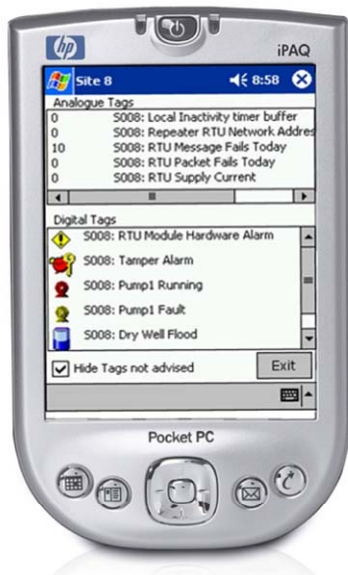 hp
iPAQ
Site 8
8:58
Analogue Tags
0 S008: Local Inactivity timer buffer
0 S008: Repeater RTU Network Addres
10 S008: RTU Message Fails Today
0 S008: RTU Packet Fails Today
0 S008: RTU Supply Current
Digital Tags
S008: RTU Module Hardware Alarm
S008: Tamper Alarm
S008: Pump1 Running
S008: Pump1 Fault
S008: Dry Well Flood
Hide Tags not advised
Exit
Pocket PC